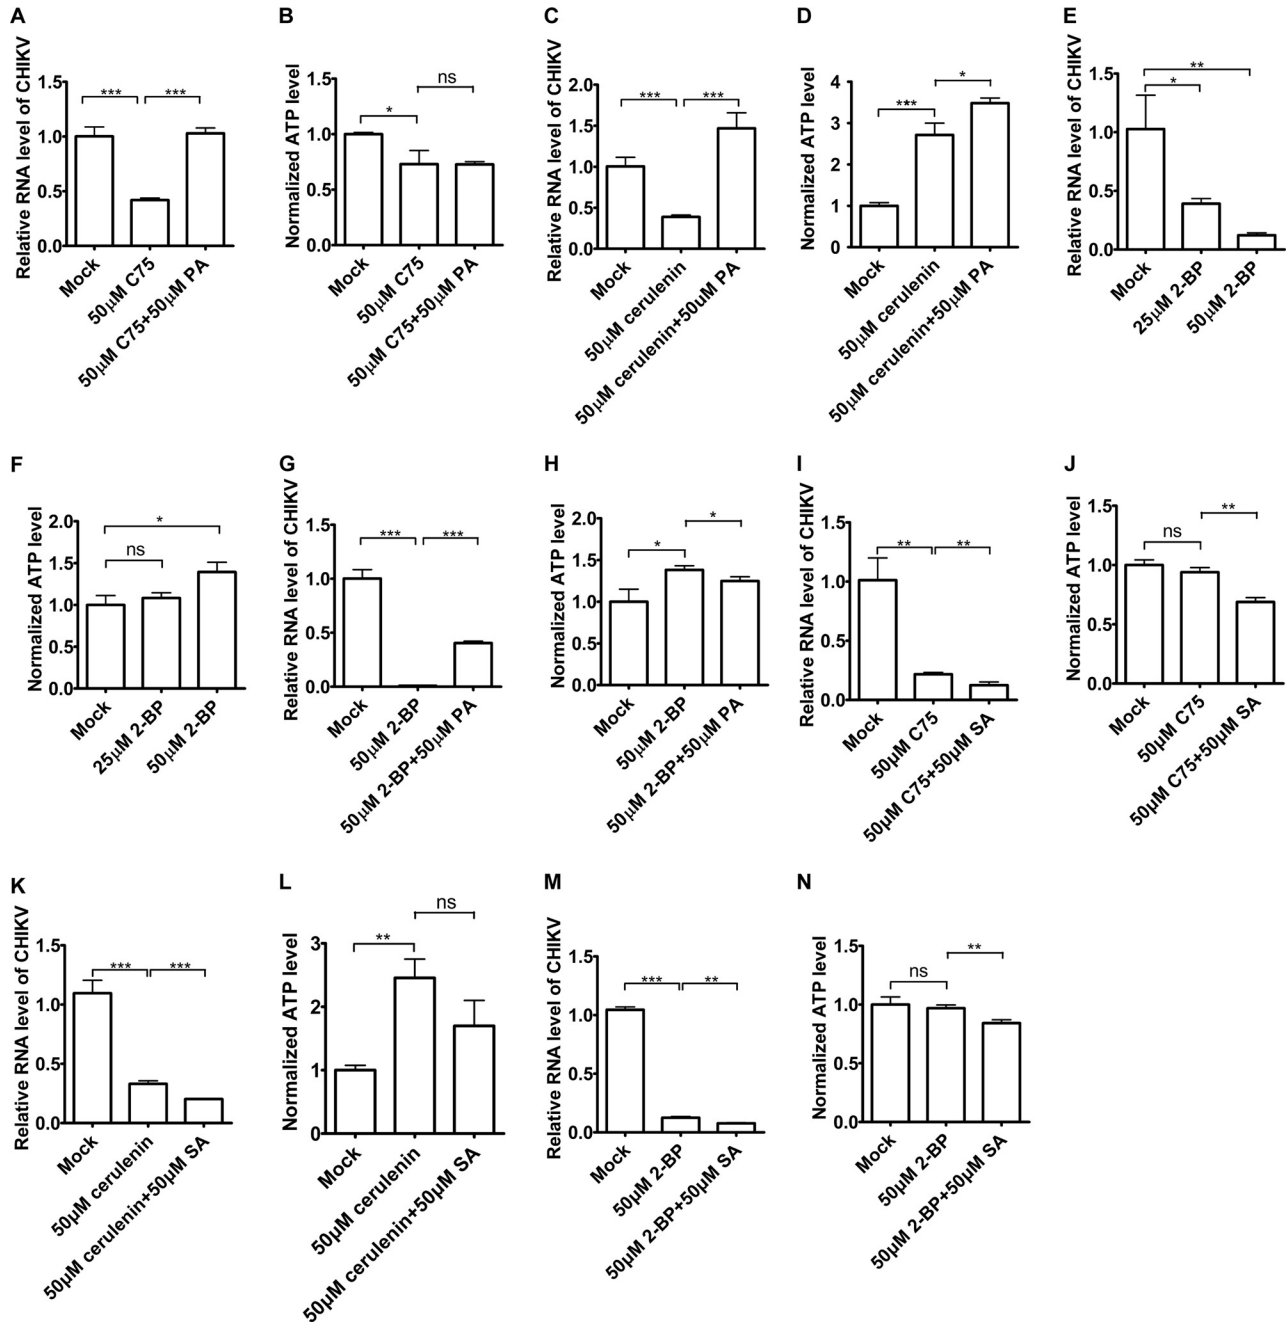 A
Relative RNA level of CHIKV
1.5
1.0
0.5
0.0
***
***
Mock
50μM C75
50μM C75+50μM PA
B
Normalized ATP level
1.5
1.0
0.5
0.0
*
ns
Mock
50μM C75
50μM C75+50μM PA
C
Relative RNA level of CHIKV
2.0
1.5
1.0
0.5
0.0
***
***
Mock
50μM cerulenin
50μM cerulenin+50uM PA
D
Normalized ATP level
4
3
2
1
0
***
*
Mock
50μM cerulenin
50μM cerulenin+50μM PA
E
Relative RNA level of CHIKV
1.5
1.0
0.5
0.0
**
*
Mock
25μM 2-BP
50μM 2-BP
F
Normalized ATP level
2.0
1.5
1.0
0.5
0.0
*
ns
Mock
25μM 2-BP
50μM 2-BP
G
Relative RNA level of CHIKV
1.5
1.0
0.5
0.0
***
***
Mock
50μM 2-BP
50μM 2-BP+50μM PA
H
Normalized ATP level
2.0
1.5
1.0
0.5
0.0
*
*
Mock
50μM 2-BP
50μM 2-BP+50μM PA
I
Relative RNA level of CHIKV
1.5
1.0
0.5
0.0
**
**
Mock
50μM C75
50μM C75+50μM SA
J
Normalized ATP level
1.5
1.0
0.5
0.0
ns
**
Mock
50μM C75
50μM C75+50μM SA
K
Relative RNA level of CHIKV
1.5
1.0
0.5
0.0
***
***
Mock
50μM cerulenin
50μM cerulenin+50μM SA
L
Normalized ATP level
3
2
1
0
**
ns
Mock
50μM cerulenin
50μM cerulenin+50μM SA
M
Relative RNA level of CHIKV
1.5
1.0
0.5
0.0
***
**
Mock
50μM 2-BP
50μM 2-BP+50μM SA
N
Normalized ATP level
1.5
1.0
0.5
0.0
ns
**
Mock
50μM 2-BP
50μM 2-BP+50μM SA